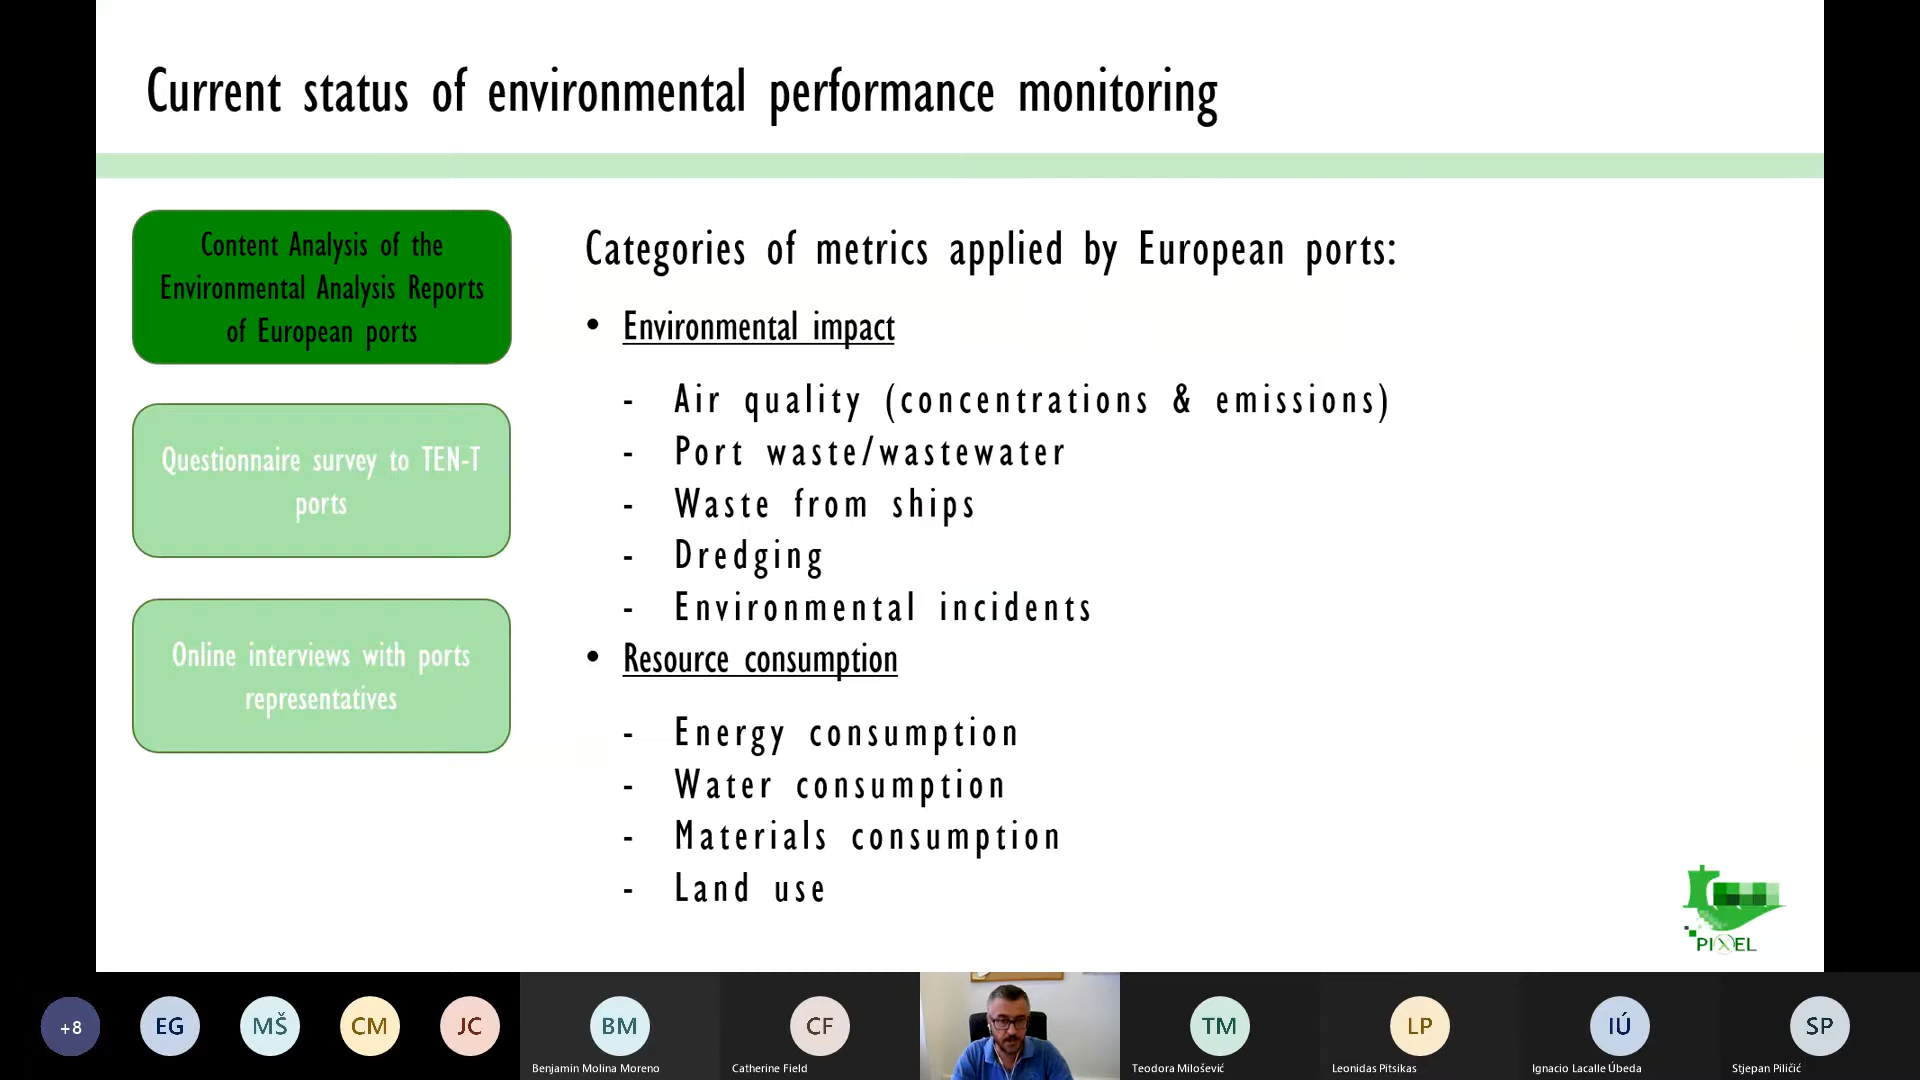 Current status of environmental performance monitoring
Content Analysis of the
Environmental Analysis Reports
of European ports
Questionnaire survey to TEN-T
ports
Online interviews with ports
representatives
Categories of metrics applied by European ports:
• Environmental impact
- Air quality (concentrations & emissions)
- Port waste/wastewater
- Waste from ships
- Dredging
- Environmental incidents
• Resource consumption
- Energy consumption
- Water consumption
- Materials consumption
- Land use
PIXEL
+8
EG
MŠ
CM
JC
BM
Benjamin Molina Moreno
CF
Catherine Field
TM
Teodora Milošević
LP
Leonidas Pitsikas
IÚ
Ignacio Lacalle Úbeda
SP
Stjepan Piličić